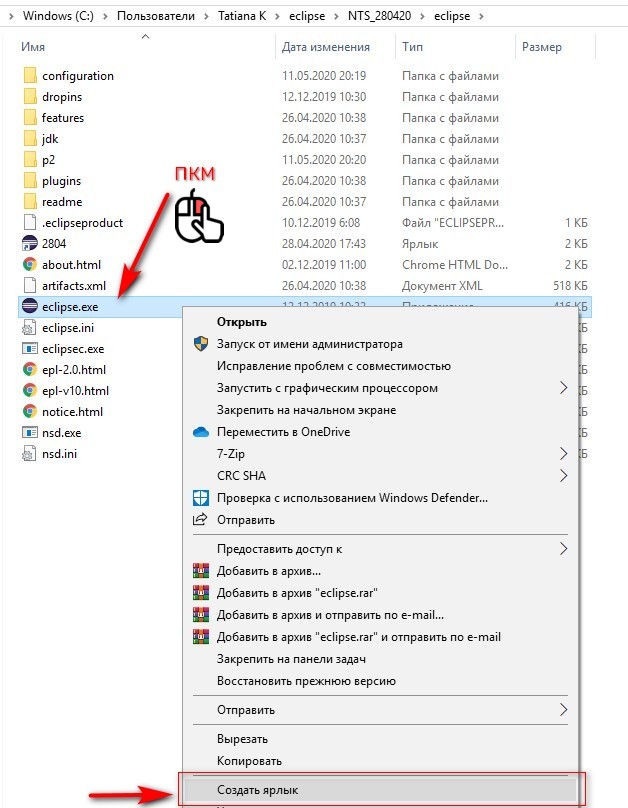 Windows (C:) > Пользователи > Tatiana K > eclipse > NTS_280420 > eclipse >
Имя Дата изменения Тип Размер
configuration 11.05.2020 20:19 Папка с файлами
dropins 12.12.2019 10:30 Папка с файлами
features 26.04.2020 10:38 Папка с файлами
jdk 26.04.2020 10:37 Папка с файлами
p2 11.05.2020 20:20 Папка с файлами
plugins 26.04.2020 10:38 Папка с файлами
readme 26.04.2020 10:37 Папка с файлами
ПКМ
.eclipseproduct 10.12.2019 6:08 Файл "ECLIPSEPR... 1 КБ
2804 28.04.2020 17:43 Ярлык 2 КБ
about.html 02.12.2019 11:00 Chrome HTML Do... 2 КБ
artifacts.xml 26.04.2020 10:38 Документ XML 518 КБ
eclipse.exe 12.12.2019 10:33 Приложение 416 КБ
eclipse.ini
eclipsec.exe
epl-2.0.html
epl-v10.html
notice.html
nsd.exe
nsd.ini
Открыть
Запуск от имени администратора
Исправление проблем с совместимостью
Запустить с графическим процессором
Закрепить на начальном экране
Переместить в OneDrive
7-Zip
CRC SHA
Проверка с использованием Windows Defender...
Отправить
Предоставить доступ к
Добавить в архив...
Добавить в архив "eclipse.rar"
Добавить в архив и отправить по e-mail...
Добавить в архив "eclipse.rar" и отправить по e-mail
Закрепить на панели задач
Восстановить прежнюю версию
Отправить
Вырезать
Копировать
Создать ярлык